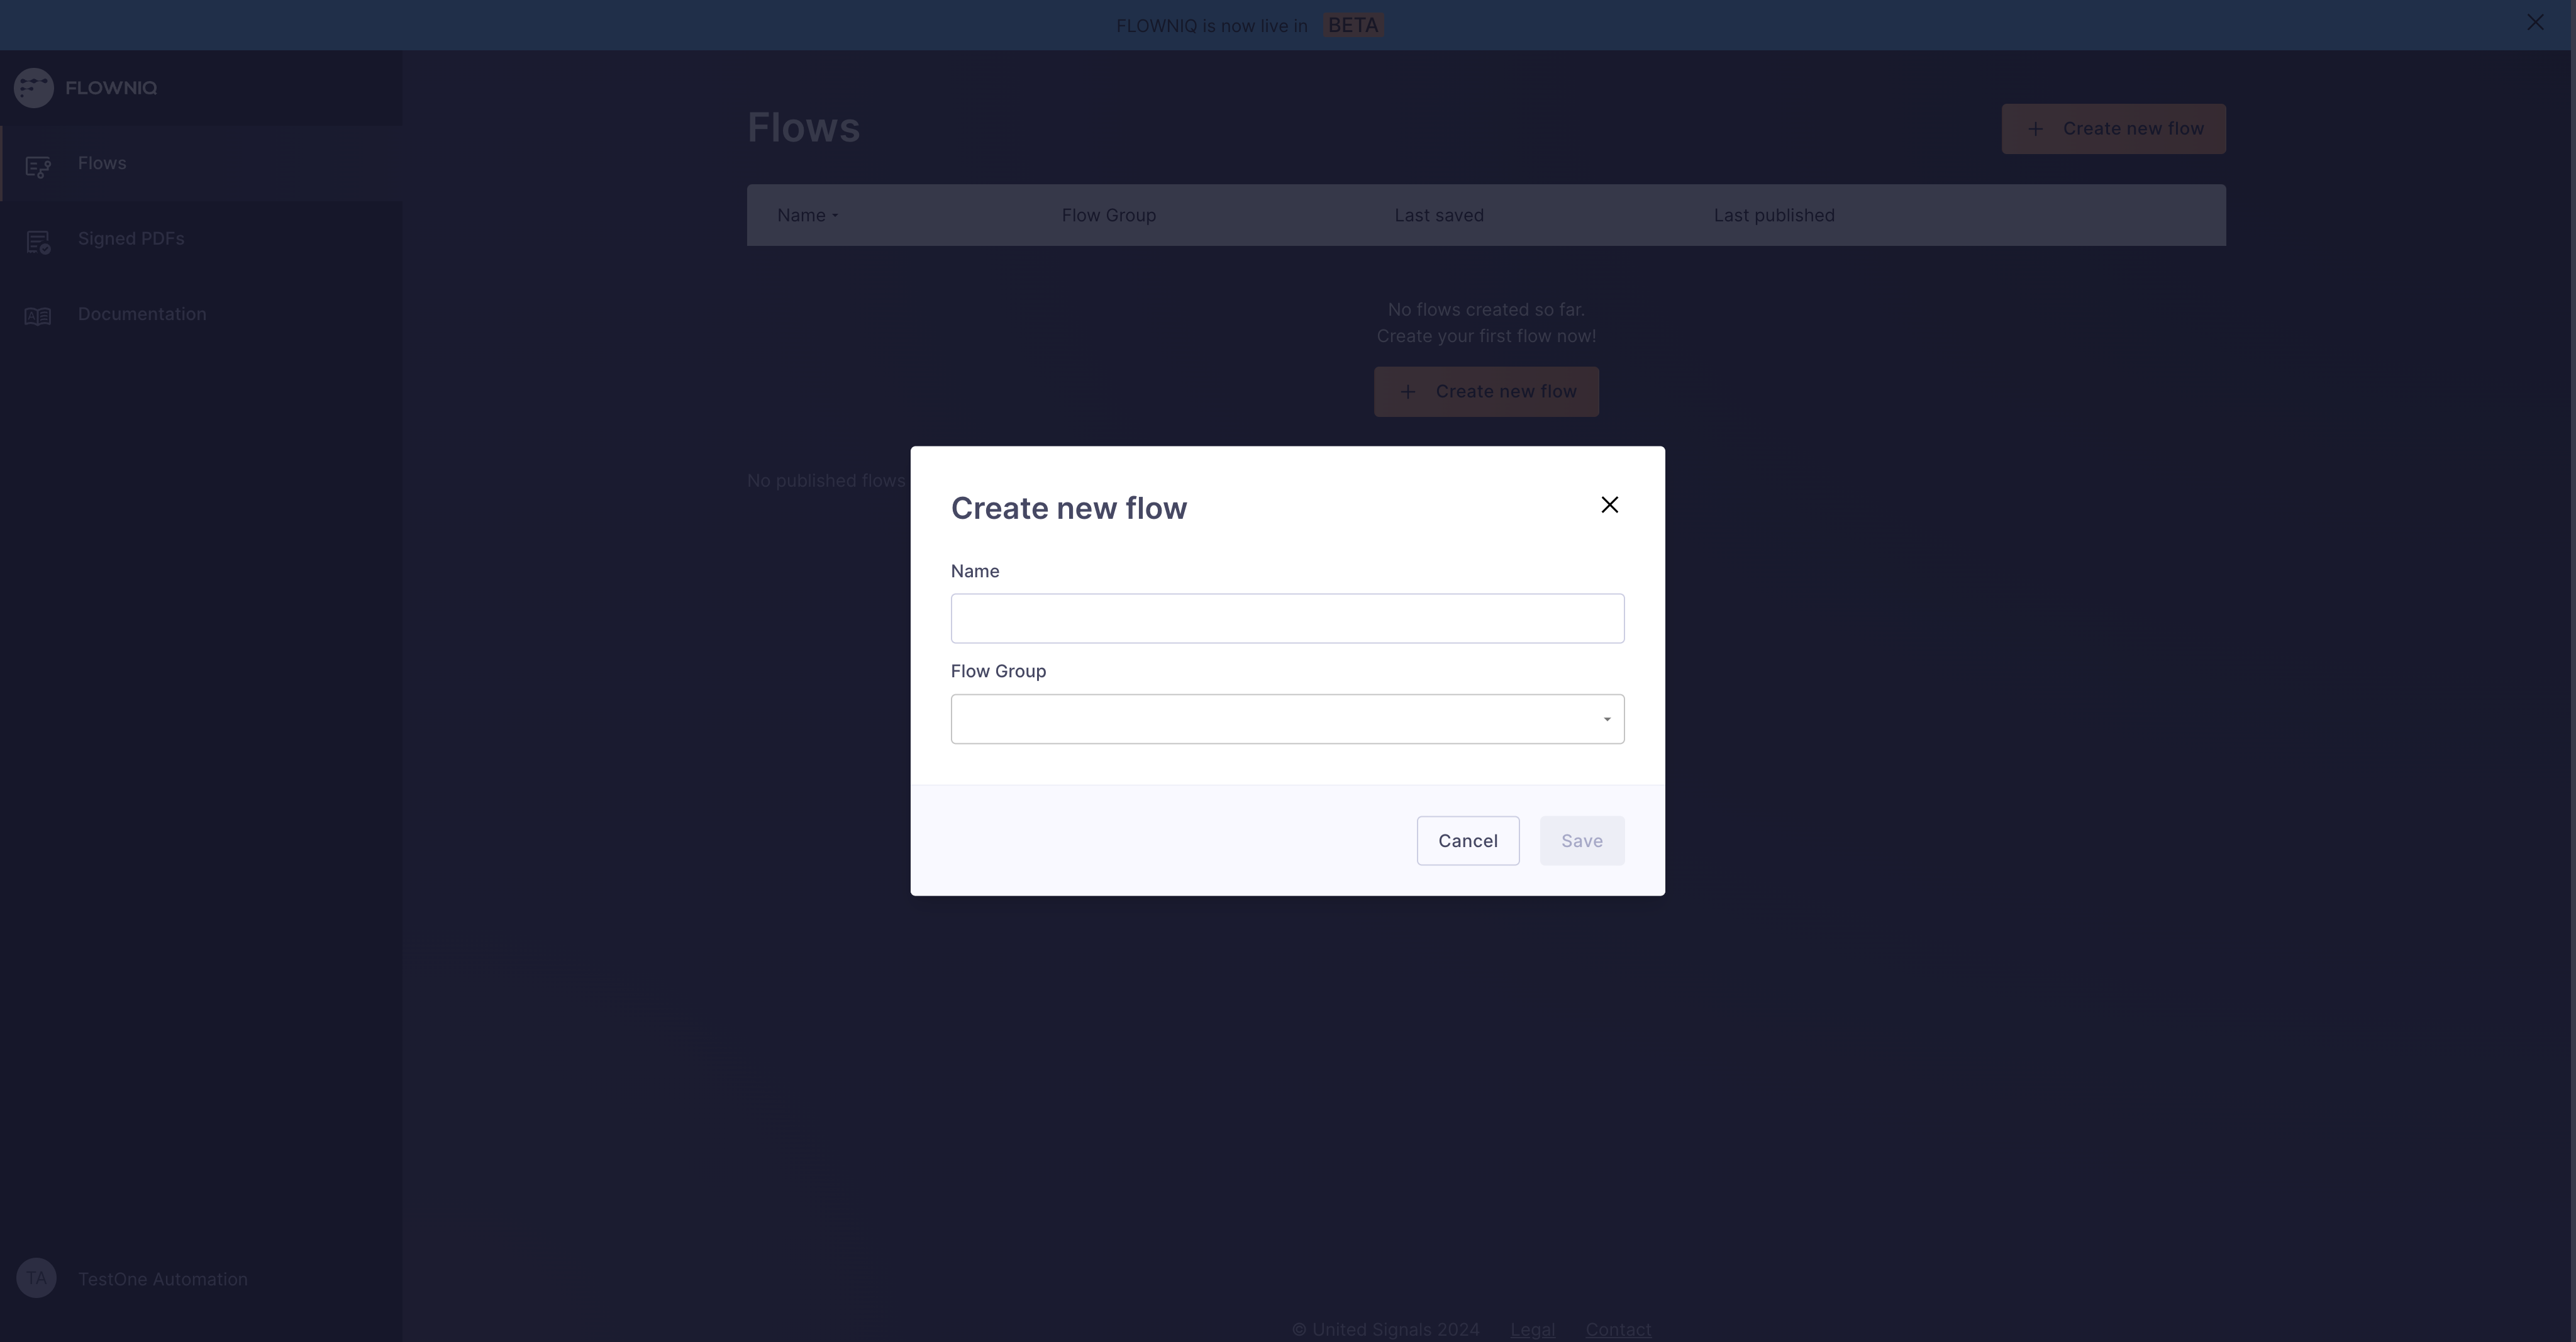 FLOWNIQ is now live in BETA
FLOWNIQ
Flows
Signed PDFs
Documentation
TA
TestOne Automation
Flows
Create new flow
Name
Flow Group
Last saved
Last published
No flows created so far.
Create your first flow now!
Create new flow
No published flows
Create new flow
Name
Flow Group
Cancel
Save
© United Signals 2024
Legal
Contact